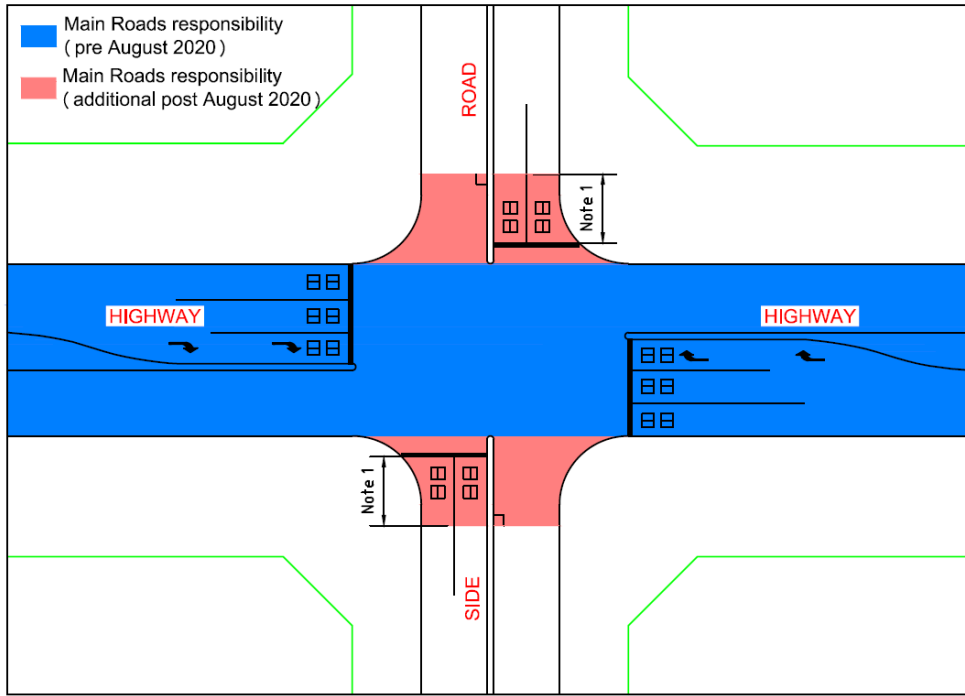 Main Roads responsibility
( pre August 2020 )
Main Roads responsibility
( additional post August 2020 )
ROAD
Note 1
HIGHWAY
HIGHWAY
Note 1
SIDE